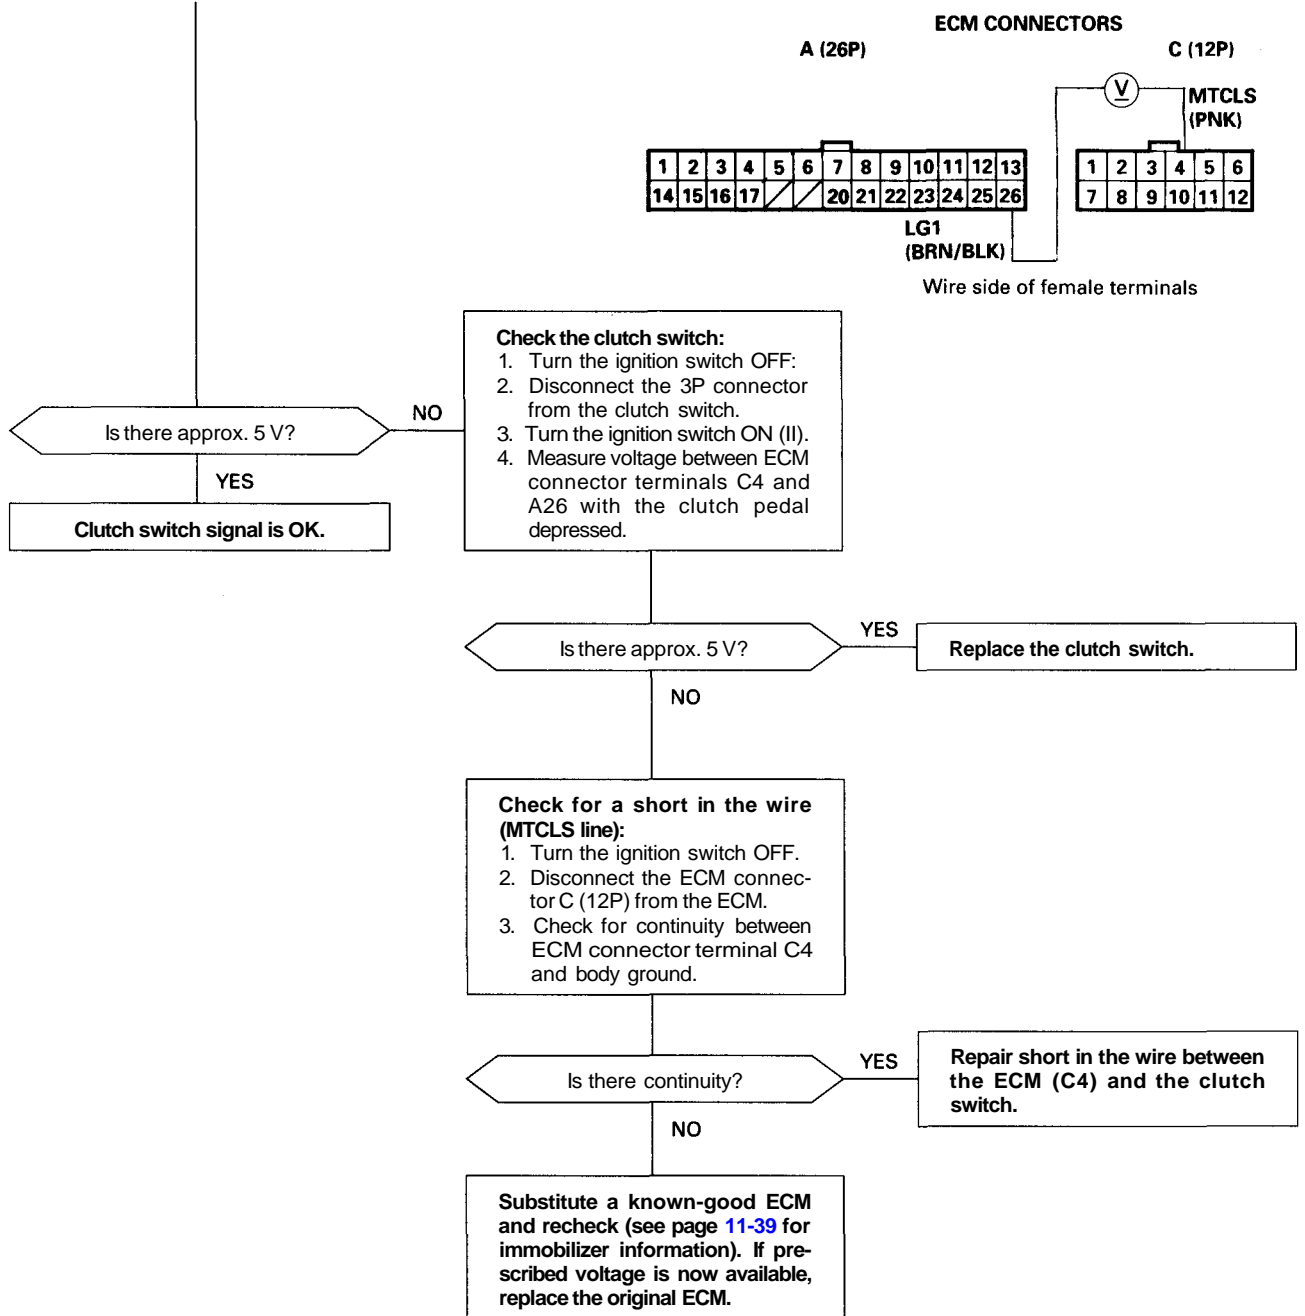 ECM CONNECTORS
A (26P)
C (12P)
V
MTCLS
(PNK)
1 2 3 4 5 6 7 8 9 10 11 12 13
14 15 16 17 20 21 22 23 24 25 26
1 2 3 4 5 6
7 8 9 10 11 12
LG1
(BRN/BLK)
Wire side of female terminals
Is there approx. 5 V?
NO
YES
Clutch switch signal is OK.
Check the clutch switch:
1. Turn the ignition switch OFF:
2. Disconnect the 3P connector
from the clutch switch.
3. Turn the ignition switch ON (II).
4. Measure voltage between ECM
connector terminals C4 and
A26 with the clutch pedal
depressed.
Is there approx. 5 V?
YES
Replace the clutch switch.
NO
Check for a short in the wire
(MTCLS line):
1. Turn the ignition switch OFF.
2. Disconnect the ECM connec-
tor C (12P) from the ECM.
3. Check for continuity between
ECM connector terminal C4
and body ground.
Is there continuity?
YES
Repair short in the wire between
the ECM (C4) and the clutch
switch.
NO
Substitute a known-good ECM
and recheck (see page 11-39 for
immobilizer information). If pre-
scribed voltage is now available,
replace the original ECM.